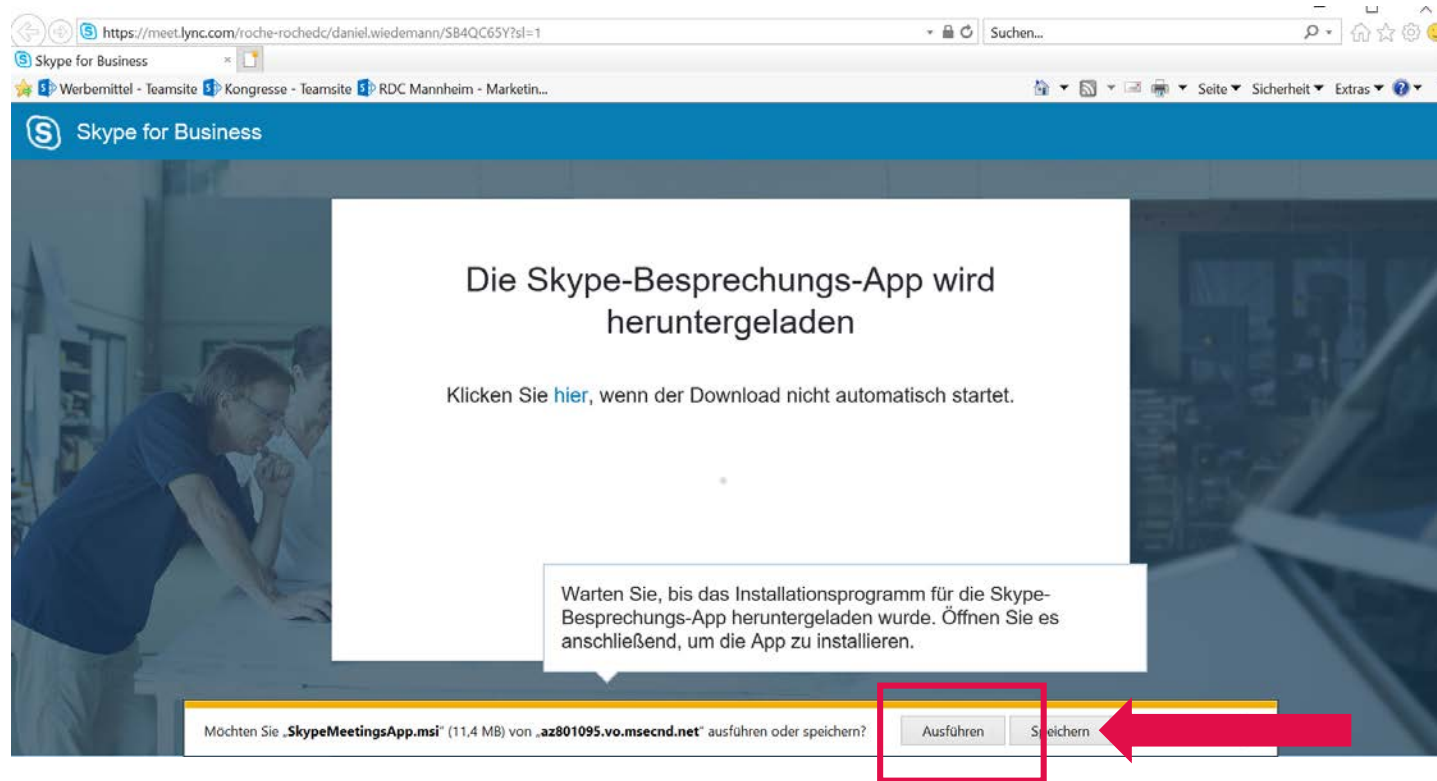 https://meet.lync.com/roche-rochedc/daniel.wiedemann/SB4QC65Y?sl=1
Suchen...
Skype for Business
Werbemittel - Teamsite Kongresse - Teamsite RDC Mannheim - Marketin...
Seite Sicherheit Extras
Skype for Business
Die Skype-Besprechungs-App wird
heruntergeladen
Klicken Sie hier, wenn der Download nicht automatisch startet.
Warten Sie, bis das Installationsprogramm für die Skype-
Besprechungs-App heruntergeladen wurde. Öffnen Sie es
anschließend, um die App zu installieren.
Möchten Sie „SkypeMeetingsApp.msi“ (11,4 MB) von „az801095.vo.msecnd.net“ ausführen oder speichern?
Ausführen
Speichern